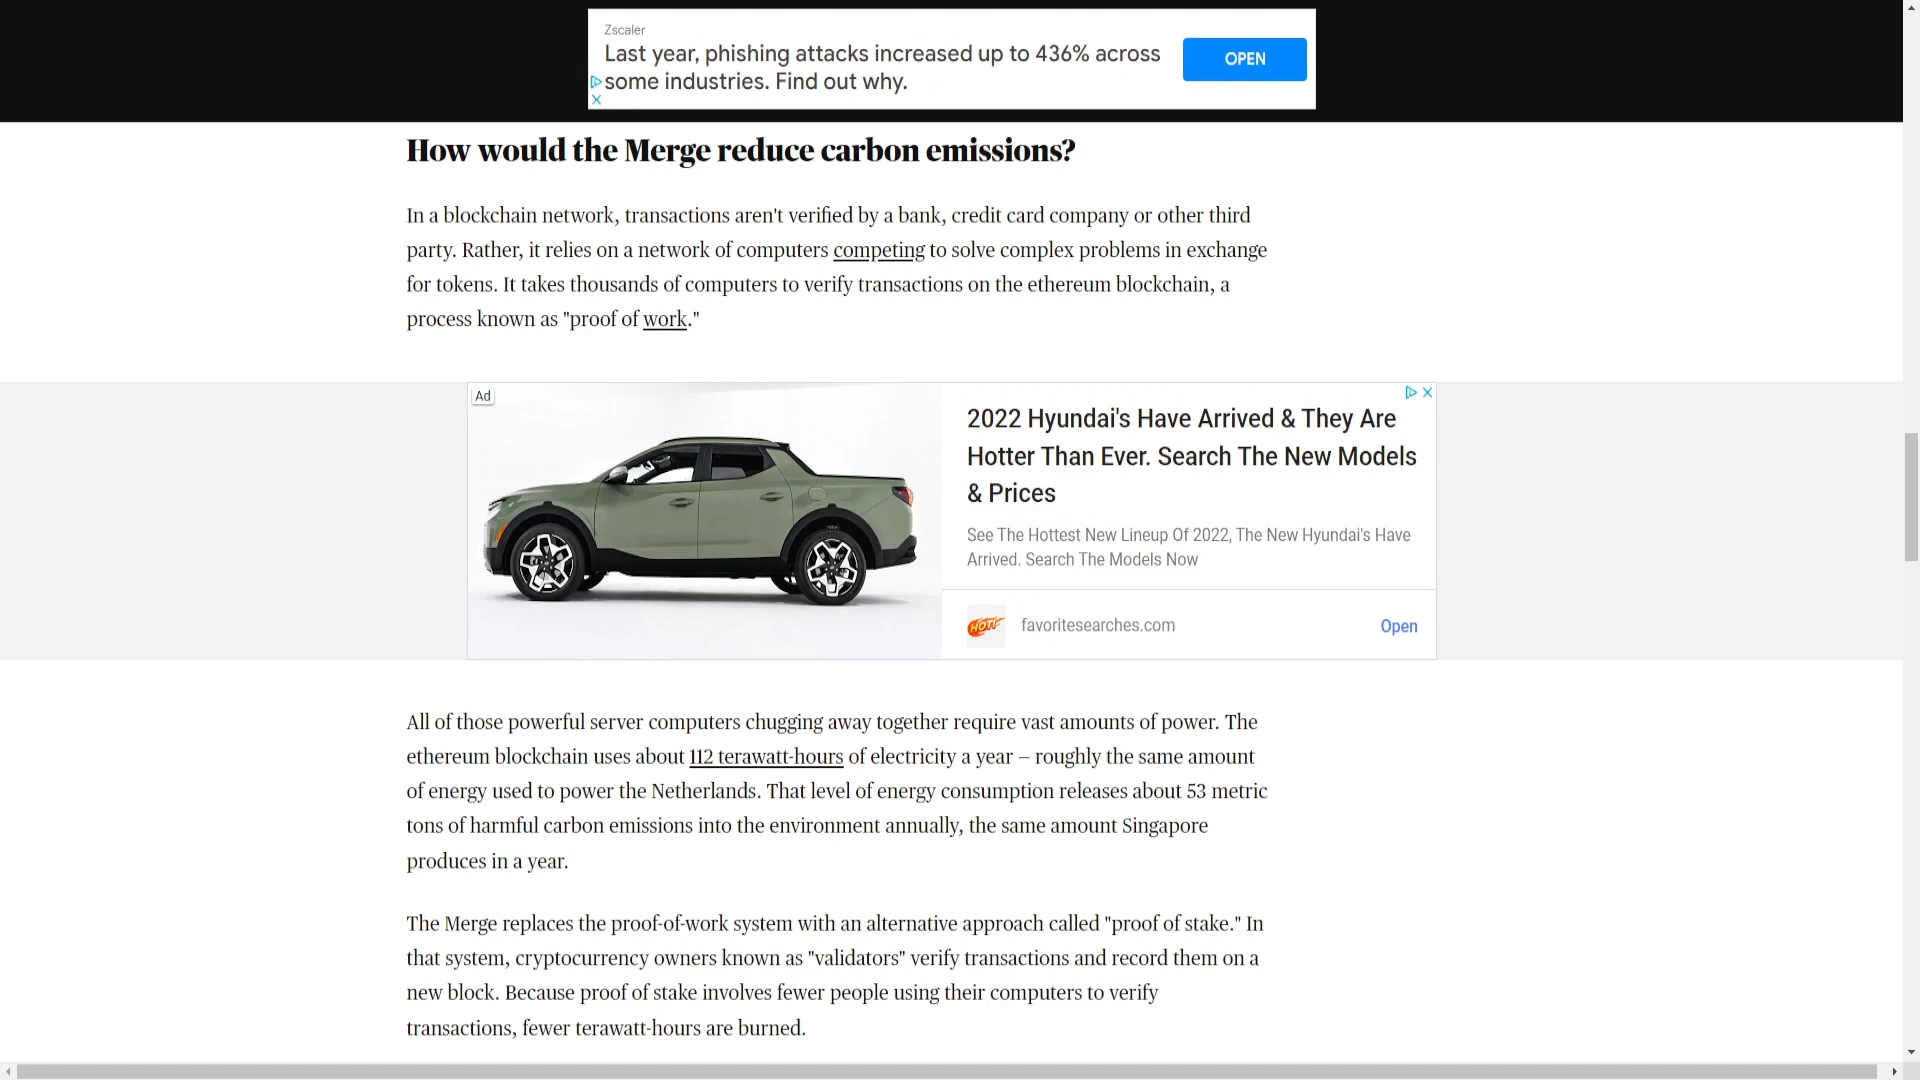 Zscaler
Last year, phishing attacks increased up to 436% across
some industries. Find out why.
OPEN
How would the Merge reduce carbon emissions?
In a blockchain network, transactions aren't verified by a bank, credit card company or other third
party. Rather, it relies on a network of computers competing to solve complex problems in exchange
for tokens. It takes thousands of computers to verify transactions on the ethereum blockchain, a
process known as "proof of work."
Ad
2022 Hyundai's Have Arrived & They Are
Hotter Than Ever. Search The New Models
& Prices
See The Hottest New Lineup Of 2022, The New Hyundai's Have
Arrived. Search The Models Now
HOT!
favoritesearches.com
Open
All of those powerful server computers chugging away together require vast amounts of power. The
ethereum blockchain uses about 112 terawatt-hours of electricity a year — roughly the same amount
of energy used to power the Netherlands. That level of energy consumption releases about 53 metric
tons of harmful carbon emissions into the environment annually, the same amount Singapore
produces in a year.
The Merge replaces the proof-of-work system with an alternative approach called "proof of stake." In
that system, cryptocurrency owners known as "validators" verify transactions and record them on a
new block. Because proof of stake involves fewer people using their computers to verify
transactions, fewer terawatt-hours are burned.